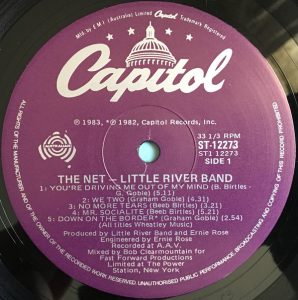 Mfd by E M I (Australia) Limited Capitol Trademark Registered
Capitol
℗ 1983, *℗ 1982, Capitol Records, Inc.
AUSTRALIAN
33 1/3 RPM
ST-12273
ST1 12273
SIDE 1
THE NET – LITTLE RIVER BAND
1: YOU'RE DRIVING ME OUT OF MY MIND (B. Birtles-
G. Goble) (5.15)
2: WE TWO (Graham Goble) (4.31)
3: NO MORE TEARS (Beeb Birtles) (3.21)
4: MR. SOCIALITE (Beeb Birtles) (5.21)
5: DOWN ON THE BORDER* (Graham Goble) (2.54)
(All titles Wheatley Music)
Produced by Little River Band and Ernie Rose
Engineered by Ernie Rose
Recorded at A.A.V.
Mixed by Bob Clearmountain for
Fast Forward Productions
Limited at The Power
Station, New York
ALL RIGHTS OF THE MANUFACTURER AND OF THE OWNER OF THE RECORDED WORK RESERVED UNAUTHORISED PUBLIC PERFORMANCE, BROADCASTING AND COPYING OF THIS RECORD PROHIBITED